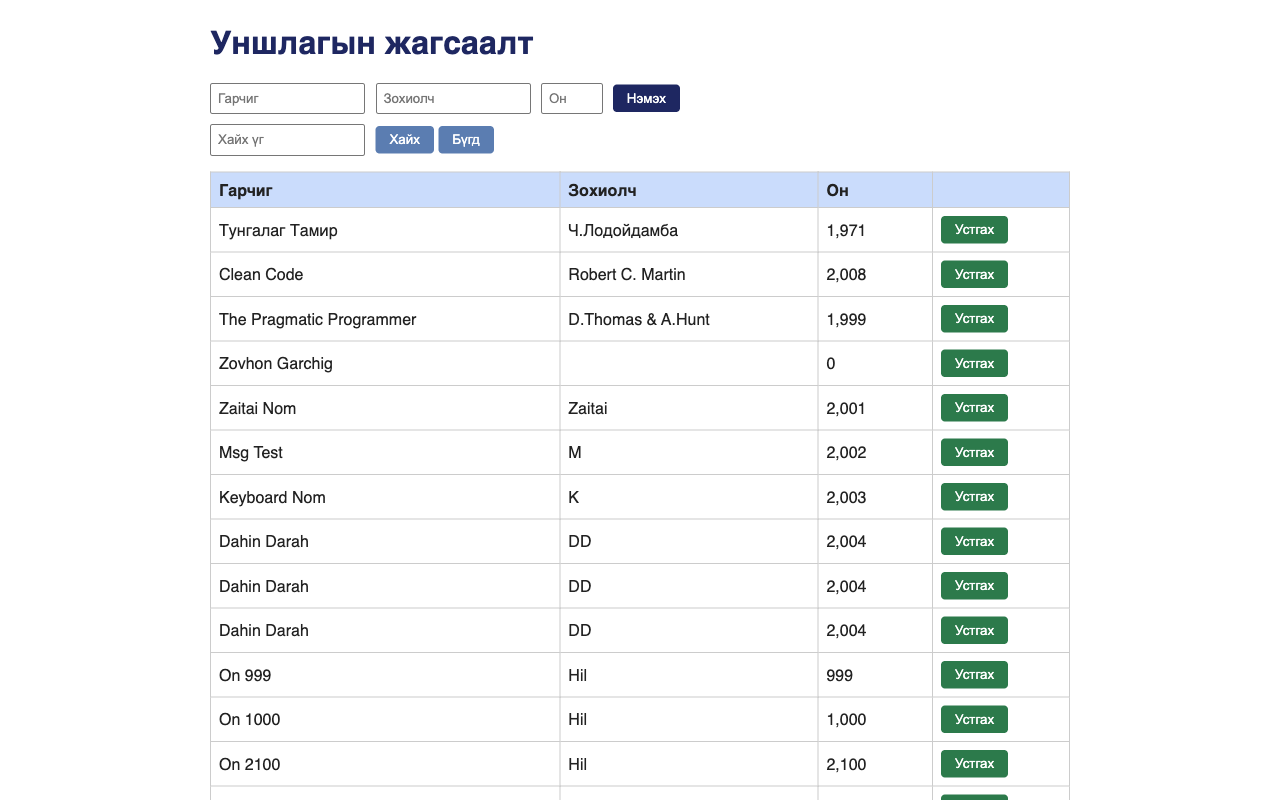 Уншлагын жагсаалт
Гарчиг Зохиолч Он Нэмэх
Хайх үг Хайх Бүгд
Гарчиг Зохиолч Он
Тунгалаг Тамир Ч.Лодойдамба 1,971 Устгах
Clean Code Robert C. Martin 2,008 Устгах
The Pragmatic Programmer D.Thomas & A.Hunt 1,999 Устгах
Zovhon Garchig 0 Устгах
Zaitai Nom Zaitai 2,001 Устгах
Msg Test M 2,002 Устгах
Keyboard Nom K 2,003 Устгах
Dahin Darah DD 2,004 Устгах
Dahin Darah DD 2,004 Устгах
Dahin Darah DD 2,004 Устгах
On 999 Hil 999 Устгах
On 1000 Hil 1,000 Устгах
On 2100 Hil 2,100 Устгах